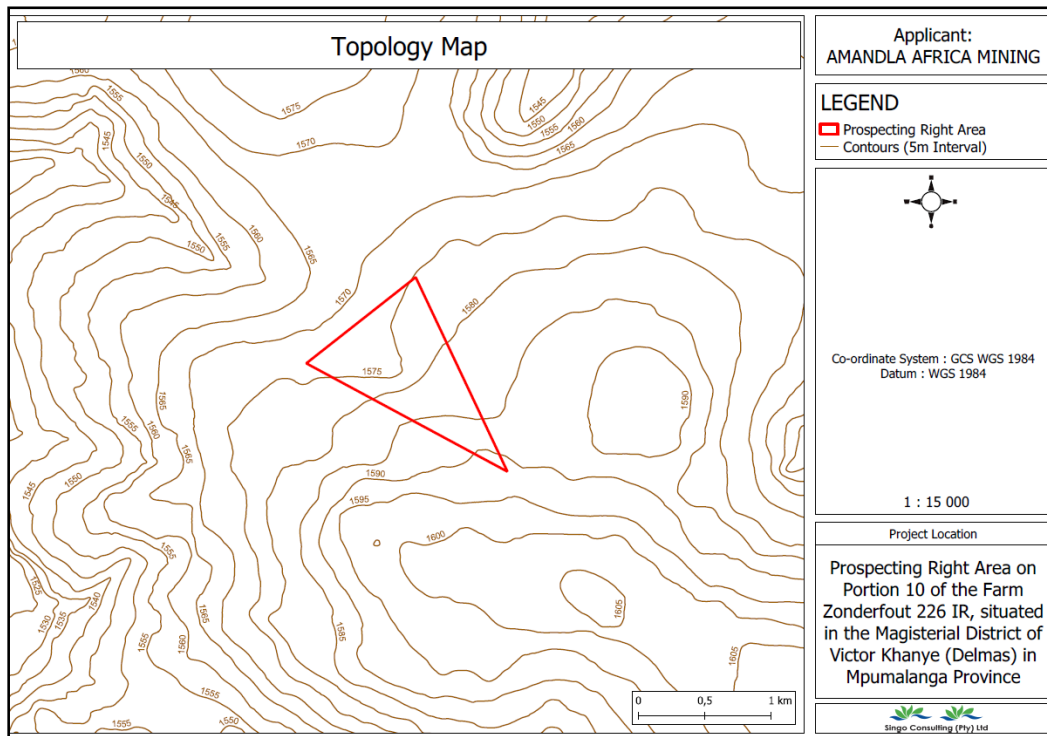 Topology Map
1560
1555
1545
1550
1545
1550
1555
1560
1565
1575
1570
1545
1550
1555
1560
1565
1570
1580
1575
1565
1555
1560
1565
1590
1590
1595
1600
1545
1550
1555
1525
1530
1535
1540
1565
1585
1555
1560
1555
1555
1550
1605
1605
0
0,5
1 km
Applicant:
AMANDLA AFRICA MINING
LEGEND
Prospecting Right Area
Contours (5m Interval)
Co-ordinate System : GCS WGS 1984
Datum : WGS 1984
1 : 15 000
Project Location
Prospecting Right Area on
Portion 10 of the Farm
Zonderfout 226 IR, situated
in the Magisterial District of
Victor Khanye (Delmas) in
Mpumalanga Province
Singo Consulting (Pty) Ltd